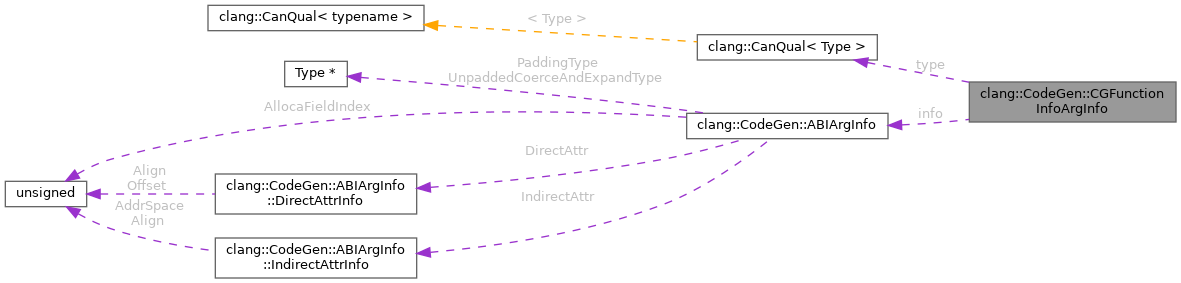 clang::CanQual< typename >
< Type >
clang::CanQual< Type >
Type *
PaddingType
UnpaddedCoerceAndExpandType
type
clang::CodeGen::CGFunction
InfoArgInfo
AllocaFieldIndex
info
clang::CodeGen::ABIArgInfo
DirectAttr
Align
Offset
unsigned
clang::CodeGen::ABIArgInfo
::DirectAttrInfo
IndirectAttr
AddrSpace
Align
clang::CodeGen::ABIArgInfo
::IndirectAttrInfo